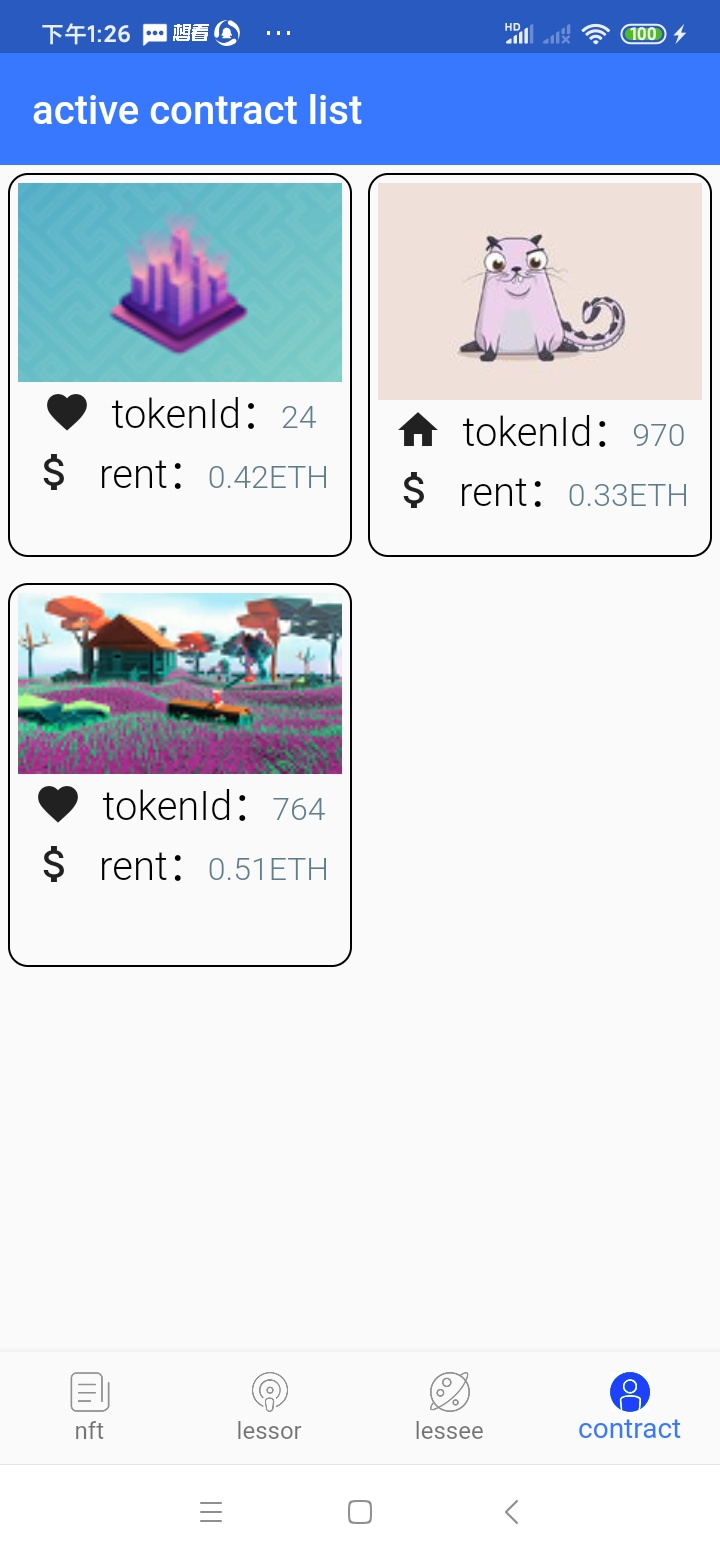 下午1:26 想看 ... HD 100
active contract list
tokenId： 24
rent： 0.42ETH
tokenId： 970
rent： 0.33ETH
tokenId： 764
rent： 0.51ETH
nft lessor lessee contract